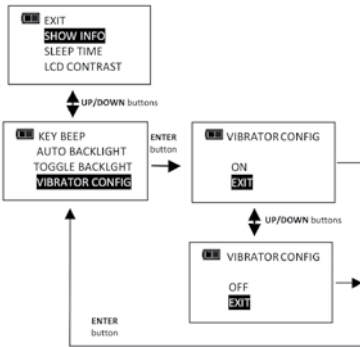 EXIT
SHOW INFO
SLEEP TIME
LCD CONTRAST
UP/DOWN buttons
KEY BEEP
AUTO BACKLIGHT
TOGGLE BACKLGHT
VIBRATOR CONFIG
ENTER
button
VIBRATOR CONFIG
ON
EXIT
UP/DOWN buttons
VIBRATOR CONFIG
OFF
EXIT
ENTER
button